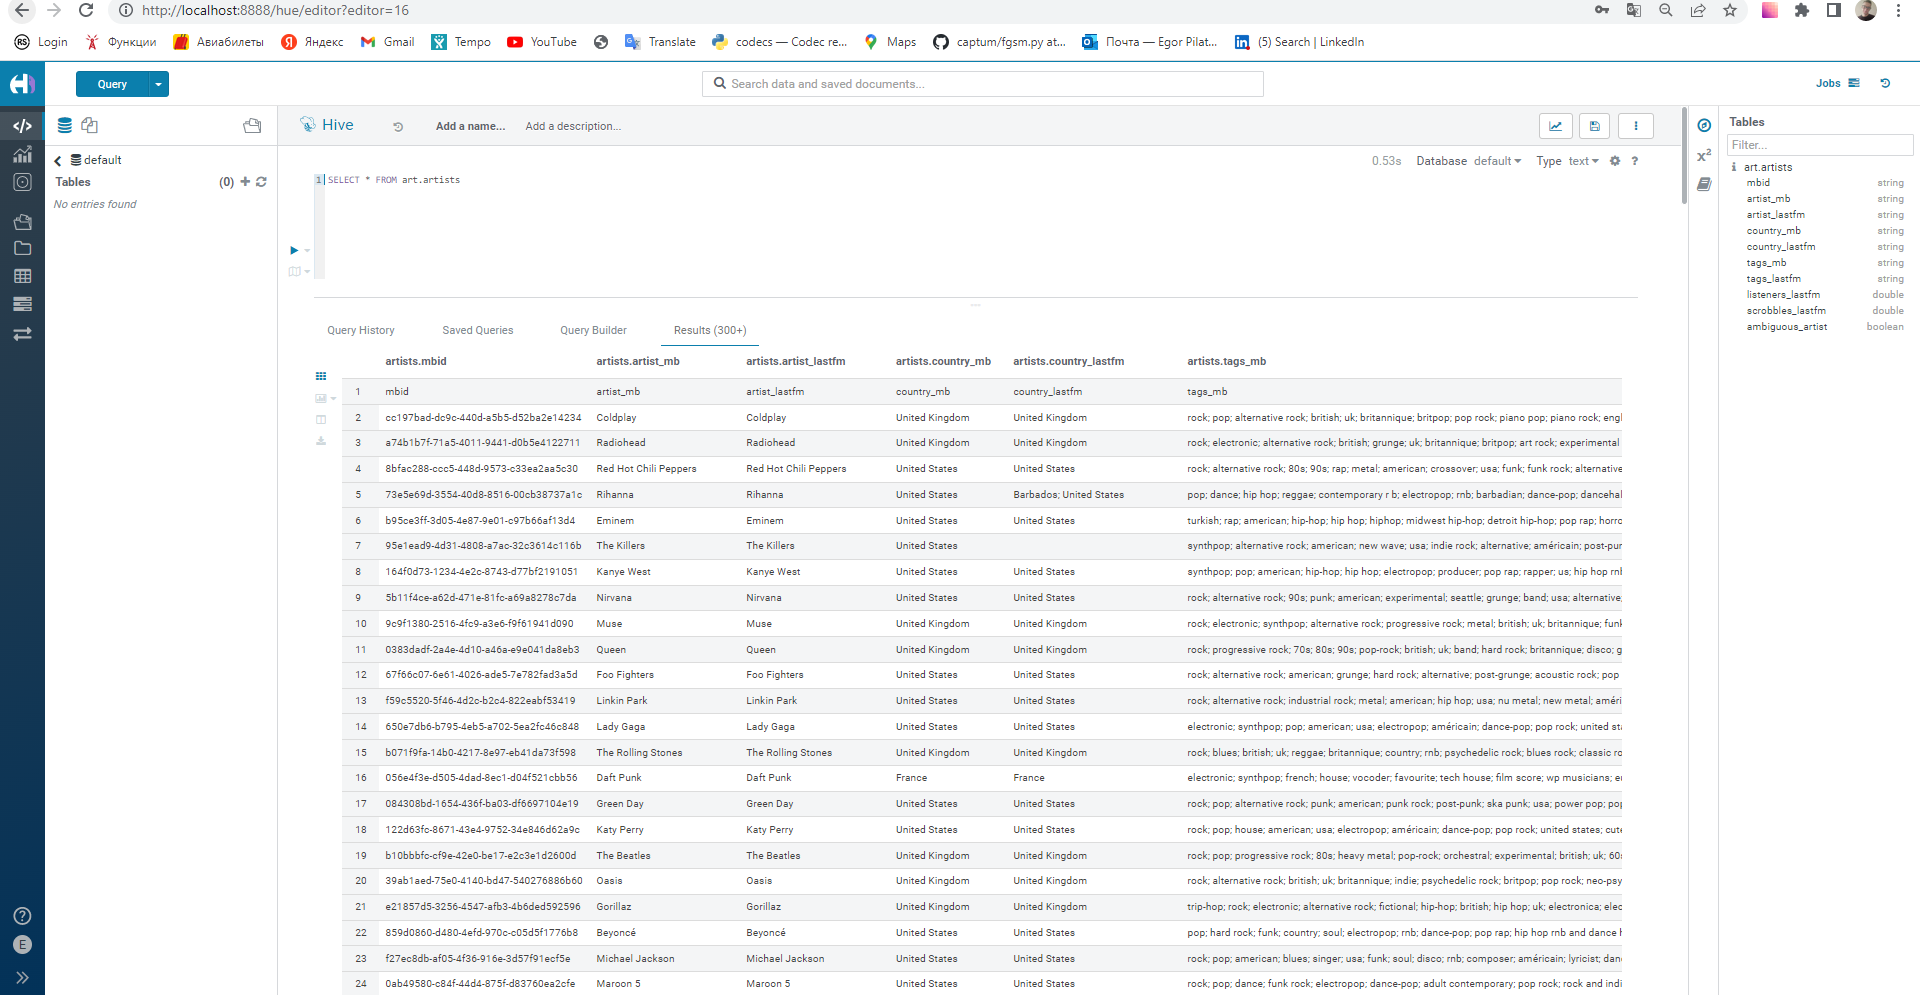 http://localhost:8888/hue/editor?editor=16
Login Функции Авиабилеты Яндекс Gmail Tempo YouTube Translate codecs — Codec re... Maps captum/fgsm.py at... Почта — Egor Pilat... (5) Search | LinkedIn
Query Search data and saved documents... Jobs
Hive Add a name... Add a description... Tables
default 0.53s Database default Type text ? Filter...
Tables (0) No entries found
1 SELECT * FROM art.artists
art.artists
mbid string
artist_mb string
artist_lastfm string
country_mb string
country_lastfm string
tags_mb string
tags_lastfm string
listeners_lastfm double
scrobbles_lastfm double
ambiguous_artist boolean
Query History Saved Queries Query Builder Results (300+)
artists.mbid artists.artist_mb artists.artist_lastfm artists.country_mb artists.country_lastfm artists.tags_mb
1 mbid artist_mb artist_lastfm country_mb country_lastfm tags_mb
2 cc197bad-dc9c-440d-a5b5-d52ba2e14234 Coldplay Coldplay United Kingdom United Kingdom rock; pop; alternative rock; british; uk; britannique; britpop; pop rock; piano pop; piano rock; engl
3 a74b1b7f-71a5-4011-9441-d0b5e4122711 Radiohead Radiohead United Kingdom United Kingdom rock; electronic; alternative rock; british; grunge; uk; britannique; britpop; art rock; experimental
4 8bfac288-ccc5-448d-9573-c33ea2aa5c30 Red Hot Chili Peppers Red Hot Chili Peppers United States United States rock; alternative rock; 80s; 90s; rap; metal; american; crossover; usa; funk; funk rock; alternative
5 73e5e69d-3554-40d8-8516-00cb38737a1c Rihanna Rihanna United States Barbados; United States pop; dance; hip hop; reggae; contemporary r b; electropop; rnb; barbadian; dance-pop; dancehal
6 b95ce3ff-3d05-4e87-9e01-c97b66af13d4 Eminem Eminem United States United States turkish; rap; american; hip-hop; hip hop; hiphop; midwest hip-hop; detroit hip-hop; pop rap; horro
7 95e1ead9-4d31-4808-a7ac-32c3614c116b The Killers The Killers United States synthpop; alternative rock; american; new wave; usa; indie rock; alternative; américain; post-pun
8 164f0d73-1234-4e2c-8743-d77bf2191051 Kanye West Kanye West United States United States synthpop; pop; american; hip-hop; hip hop; electropop; producer; pop rap; rapper; us; hip hop rnb
9 5b11f4ce-a62d-471e-81fc-a69a8278c7da Nirvana Nirvana United States United States rock; alternative rock; 90s; punk; american; experimental; seattle; grunge; band; usa; alternative;
10 9c9f1380-2516-4fc9-a3e6-f9f61941d090 Muse Muse United Kingdom United Kingdom rock; electronic; synthpop; alternative rock; progressive rock; metal; british; uk; britannique; funk
11 0383dadf-2a4e-4d10-a46a-e9e041da8eb3 Queen Queen United Kingdom United Kingdom rock; progressive rock; 70s; 80s; 90s; pop-rock; british; uk; band; hard rock; britannique; disco; g
12 67f66c07-6e61-4026-ade5-7e782fad3a5d Foo Fighters Foo Fighters United States United States rock; alternative rock; american; grunge; hard rock; alternative; post-grunge; acoustic rock; pop
13 f59c5520-5f46-4d2c-b2c4-822eabf53419 Linkin Park Linkin Park United States United States rock; alternative rock; industrial rock; metal; american; hip hop; usa; nu metal; new metal; améri
14 650e7db6-b795-4eb5-a702-5ea2fc46c848 Lady Gaga Lady Gaga United States United States electronic; synthpop; pop; american; usa; electropop; américain; dance-pop; pop rock; united sta
15 b071f9fa-14b0-4217-8e97-eb41da73f598 The Rolling Stones The Rolling Stones United Kingdom United Kingdom rock; blues; british; uk; reggae; britannique; country; rnb; psychedelic rock; blues rock; classic ro
16 056e4f3e-d505-4dad-8ec1-d04f521cbb56 Daft Punk Daft Punk France France electronic; synthpop; french; house; vocoder; favourite; tech house; film score; wp musicians; e
17 084308bd-1654-436f-ba03-df6697104e19 Green Day Green Day United States United States rock; pop; alternative rock; punk; american; punk rock; post-punk; ska punk; usa; power pop; pop
18 122d63fc-8671-43e4-9752-34e846d62a9c Katy Perry Katy Perry United States United States rock; pop; house; american; usa; electropop; américain; dance-pop; pop rock; united states; cute
19 b10bbbfc-cf9e-42e0-be17-e2c3e1d2600d The Beatles The Beatles United Kingdom United Kingdom rock; pop; progressive rock; 80s; heavy metal; pop-rock; orchestral; experimental; british; uk; 60s
20 39ab1aed-75e0-4140-bd47-540276886b60 Oasis Oasis United Kingdom United Kingdom rock; alternative rock; british; uk; britannique; indie; psychedelic rock; britpop; pop rock; neo-psy
21 e21857d5-3256-4547-afb3-4b6ded592596 Gorillaz Gorillaz United Kingdom United Kingdom trip-hop; rock; electronic; alternative rock; fictional; hip-hop; british; hip hop; uk; electronica; elec
22 859d0860-d480-4efd-970c-c05d5f1776b8 Beyoncé Beyoncé United States United States pop; hard rock; funk; country; soul; electropop; rnb; dance-pop; pop rap; hip hop rnb and dance h
23 f27ec8db-af05-4f36-916e-3d57f91ecf5e Michael Jackson Michael Jackson United States United States rock; pop; american; blues; singer; usa; funk; soul; disco; rnb; composer; américain; lyricist; dan
24 0ab49580-c84f-44d4-875f-d83760ea2cfe Maroon 5 Maroon 5 United States United States rock; pop; dance; funk rock; electropop; dance-pop; adult contemporary; pop rock; rock and indi
E